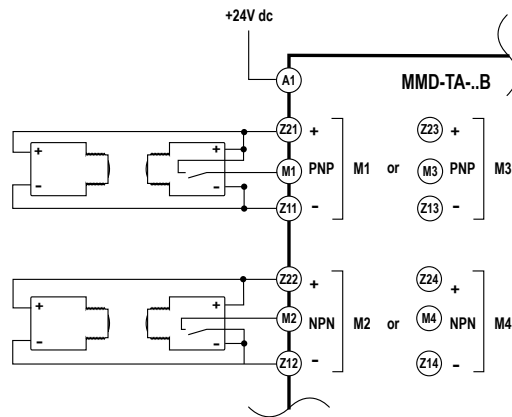 +24V dc
A1
MMD-TA-..B
Z21 + Z23 +
+ +
M1 PNP M1 or M3 PNP M3
- -
Z11 - Z13 -
Z22 + Z24 +
+ +
M2 NPN M2 or M4 NPN M4
- -
Z12 - Z14 -